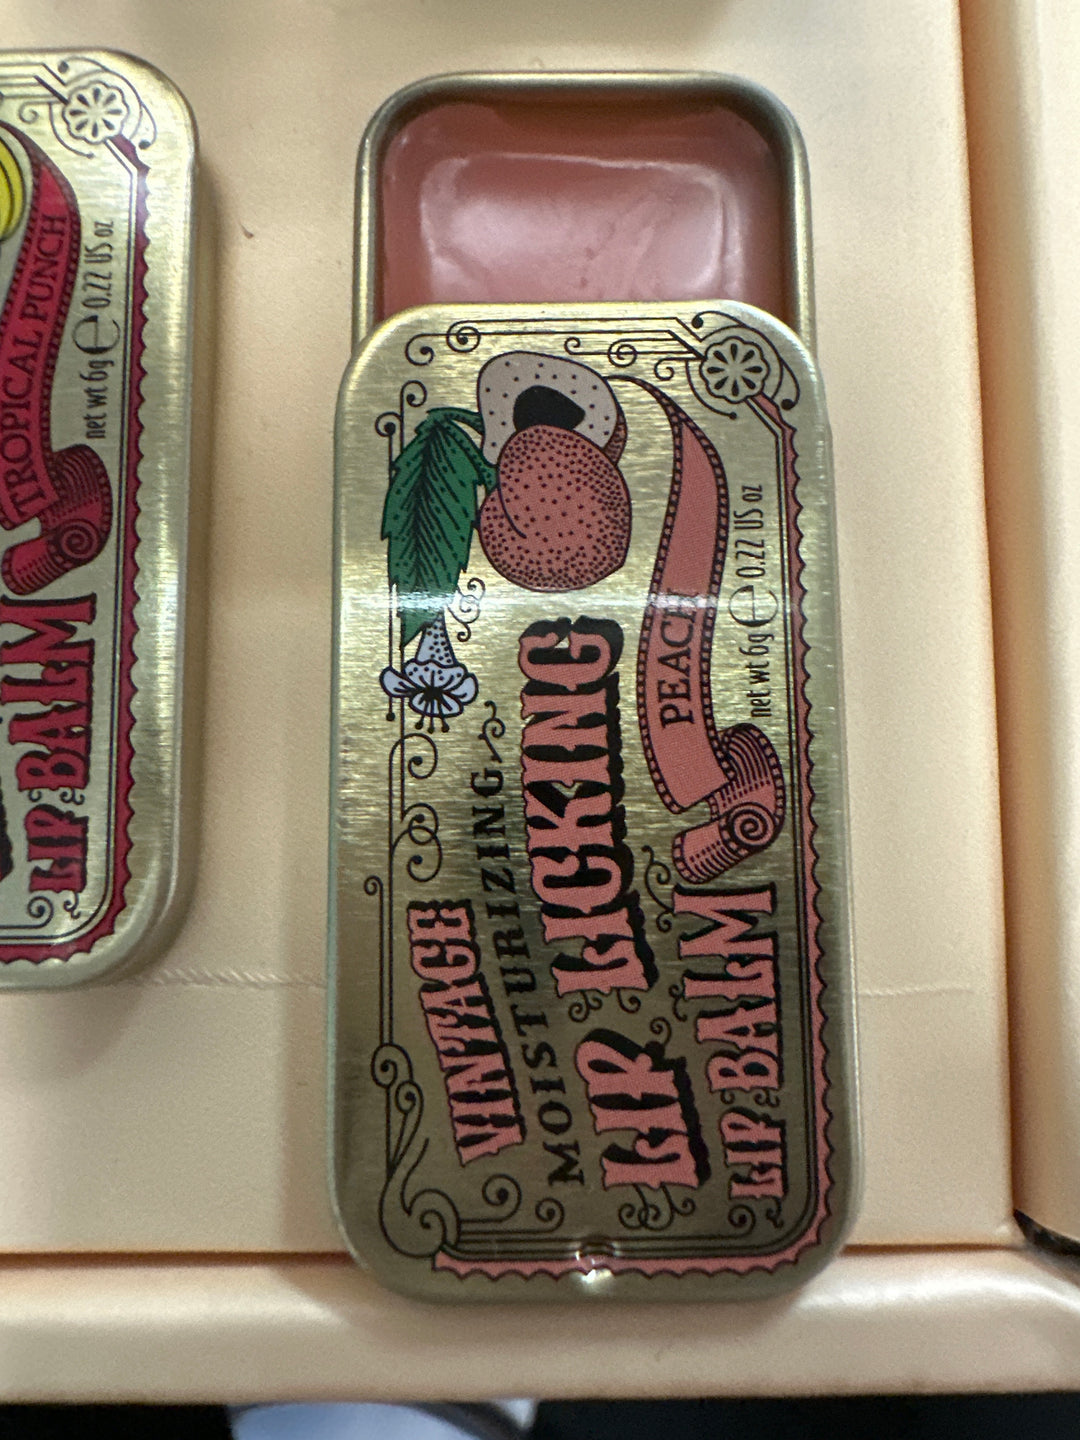 TROPICAL PUNCH
net wt 6g ℮ 0.22 US oz
LIP BALM
VINTAGE
MOISTURIZING
LIP LICKING
PEACH
LIP BALM
net wt 6g ℮ 0.22 US oz